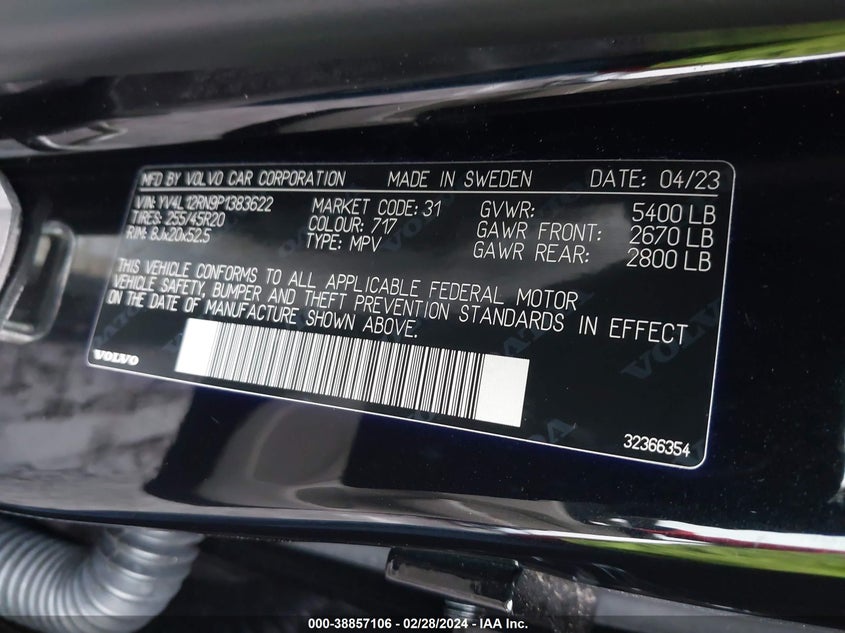 MFD BY VOLVO CAR CORPORATION MADE IN SWEDEN DATE: 04/23
VIN: YV4L12RN9P1383622 MARKET CODE: 31 GVWR: 5400 LB
TIRES: 255/45R20 COLOUR: 717 GAWR FRONT: 2670 LB
RIM: 8Jx20x52.5 TYPE: MPV GAWR REAR: 2800 LB
THIS VEHICLE CONFORMS TO ALL APPLICABLE FEDERAL MOTOR
VEHICLE SAFETY, BUMPER AND THEFT PREVENTION STANDARDS IN EFFECT
ON THE DATE OF MANUFACTURE SHOWN ABOVE.
VOLVO
32366354
000-38857106 - 02/28/2024 - IAA Inc.